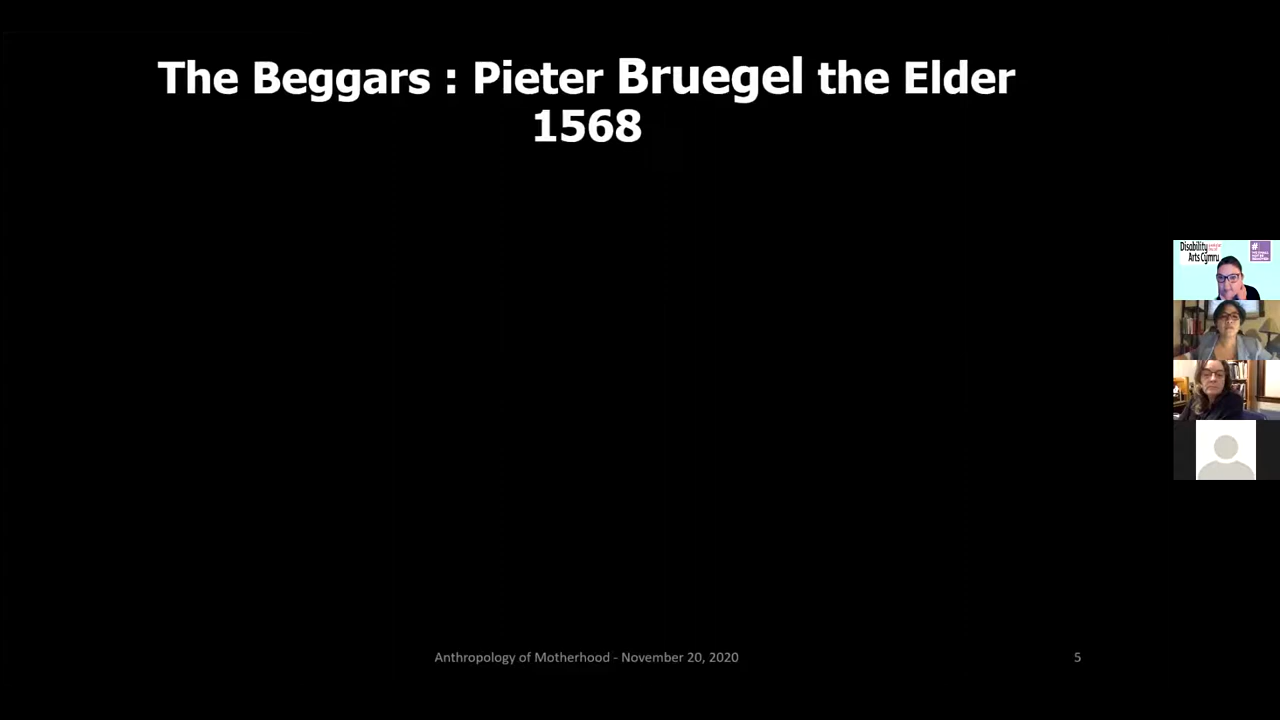 The Beggars : Pieter Bruegel the Elder
1568
Disability
Arts Cymru
#
Anthropology of Motherhood - November 20, 2020
5